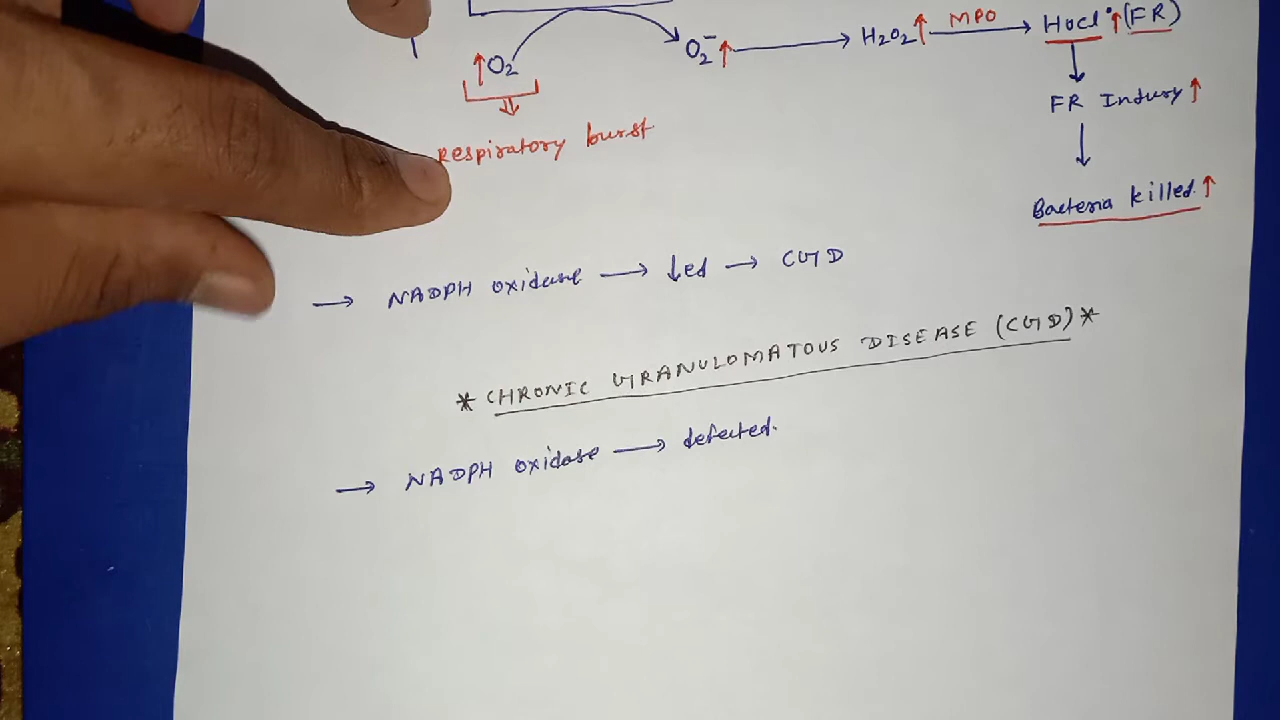 ↑O2 → O2⁻↑ → H2O2↑ MPO → HOCl•↑ (FR)
Respiratory burst
FR Indury↑
Bacteria killed.↑
→ NADPH oxidase → ↓ed → CGD
* CHRONIC GRANULOMATOUS DISEASE (CGD) *
→ NADPH oxidase → defected.